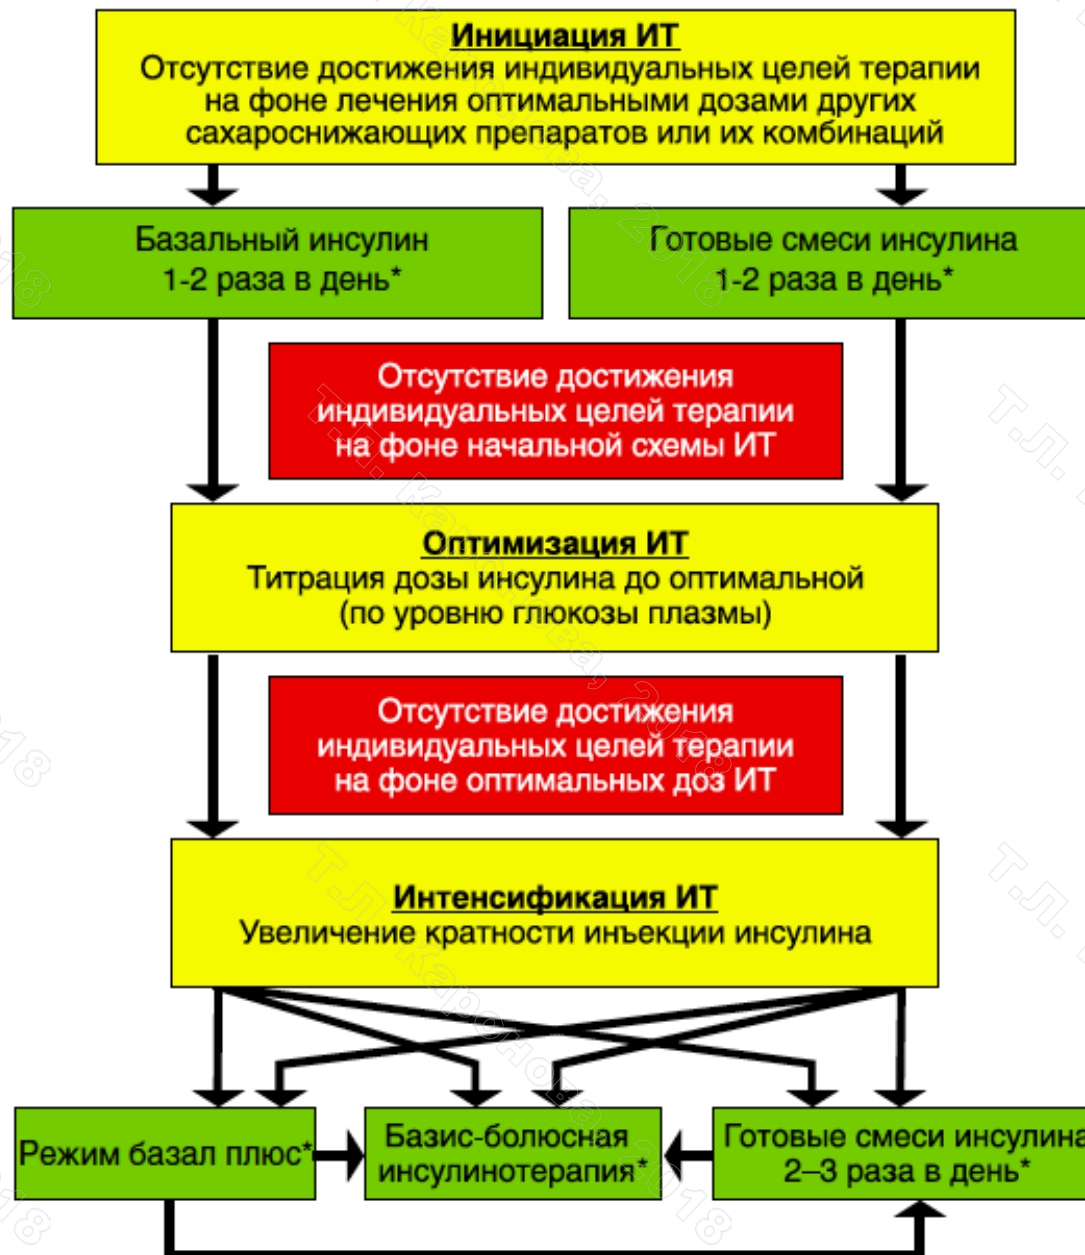 Инициация ИТ
Отсутствие достижения индивидуальных целей терапии
на фоне лечения оптимальными дозами других
сахароснижающих препаратов или их комбинаций
Базальный инсулин
1-2 раза в день*
Готовые смеси инсулина
1-2 раза в день*
Отсутствие достижения
индивидуальных целей терапии
на фоне начальной схемы ИТ
Оптимизация ИТ
Титрация дозы инсулина до оптимальной
(по уровню глюкозы плазмы)
Отсутствие достижения
индивидуальных целей терапии
на фоне оптимальных доз ИТ
Интенсификация ИТ
Увеличение кратности инъекции инсулина
Режим базал плюс*
Базис-болюсная
инсулинотерапия*
Готовые смеси инсулина
2–3 раза в день*
Т.Л. Каронова, 2018